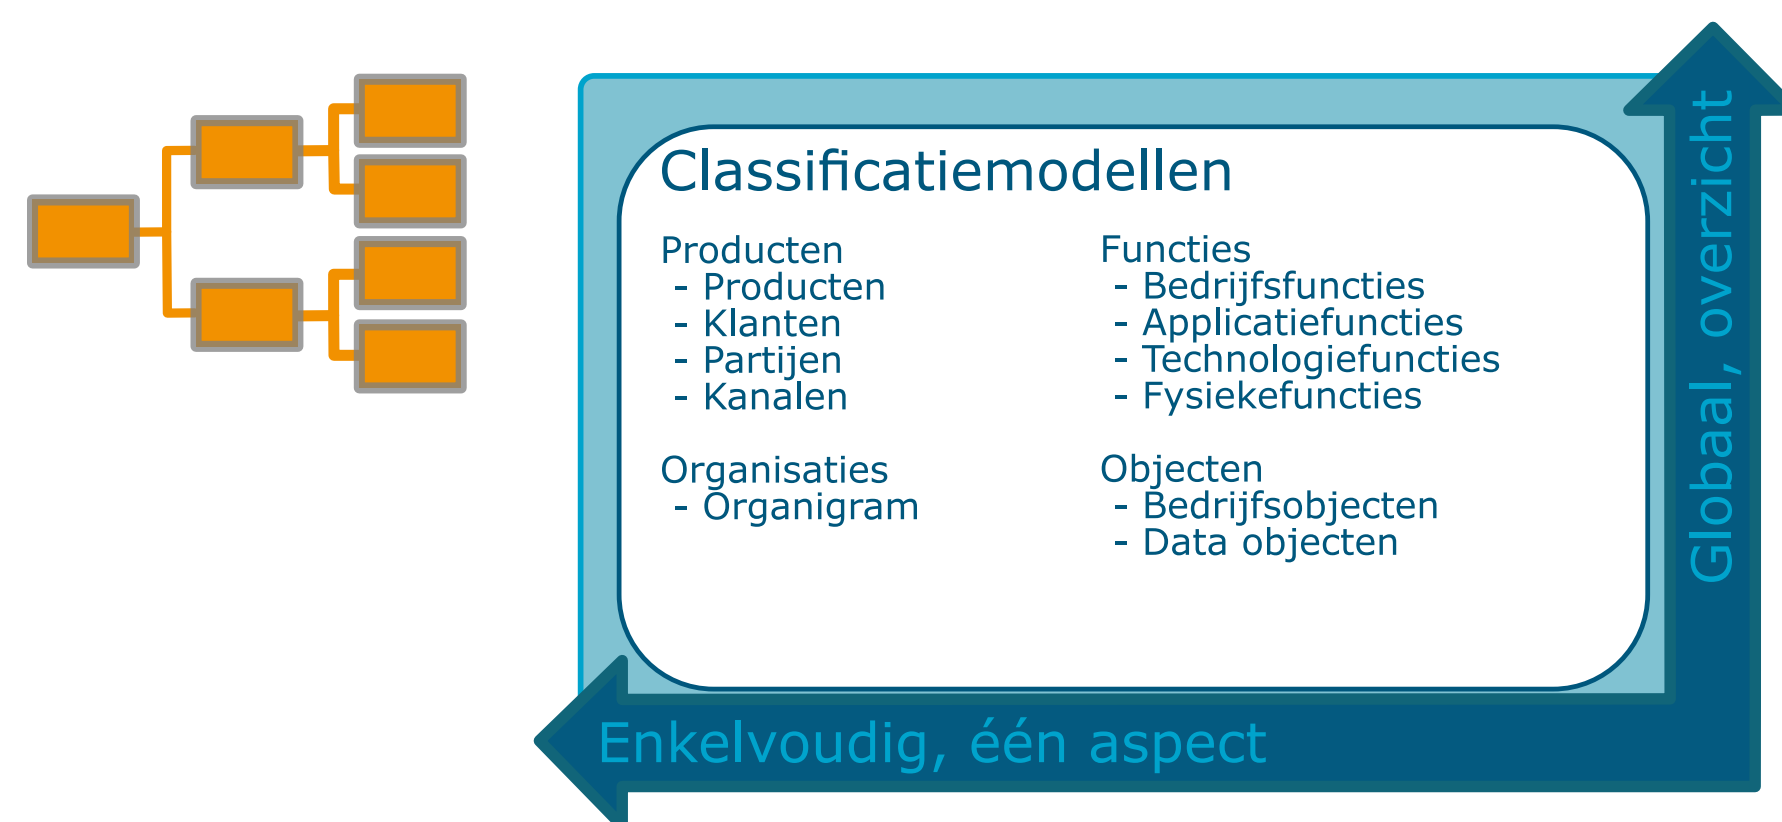 Classificatiemodellen
Producten
- Producten
- Klanten
- Partijen
- Kanalen
Organisaties
- Organigram
Functies
- Bedrijfsfuncties
- Applicatiefuncties
- Technologiefuncties
- Fysiekefuncties
Objecten
- Bedrijfsobjecten
- Data objecten
Globaal, overzicht
Enkelvoudig, één aspect